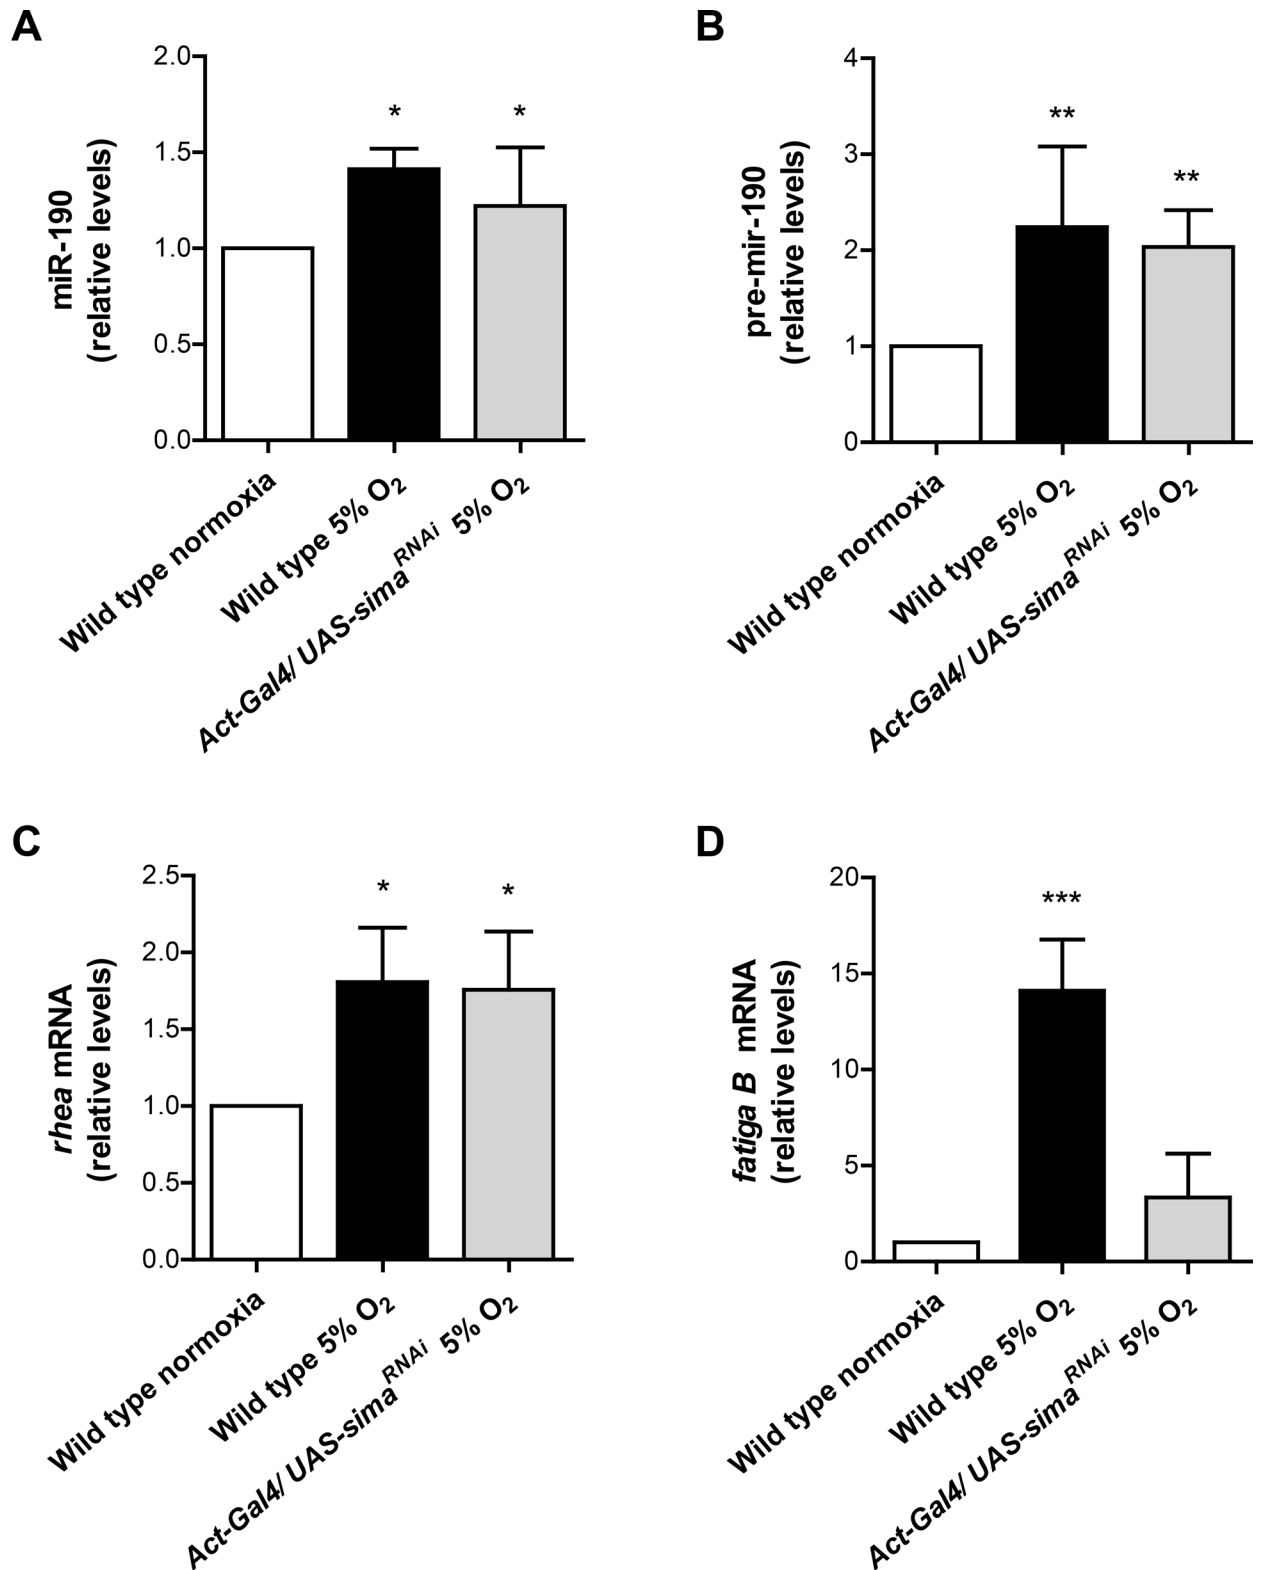 A
miR-190
(relative levels)
2.0
1.5
1.0
0.5
0.0
*
*
Wild type normoxia
Wild type 5% O2
Act-Gal4/ UAS-simaRNAi 5% O2
B
pre-mir-190
(relative levels)
4
3
2
1
0
**
**
Wild type normoxia
Wild type 5% O2
Act-Gal4/ UAS-simaRNAi 5% O2
C
rhea mRNA
(relative levels)
2.5
2.0
1.5
1.0
0.5
0.0
*
*
Wild type normoxia
Wild type 5% O2
Act-Gal4/ UAS-simaRNAi 5% O2
D
fatiga B mRNA
(relative levels)
20
15
10
5
0
***
Wild type normoxia
Wild type 5% O2
Act-Gal4/ UAS-simaRNAi 5% O2